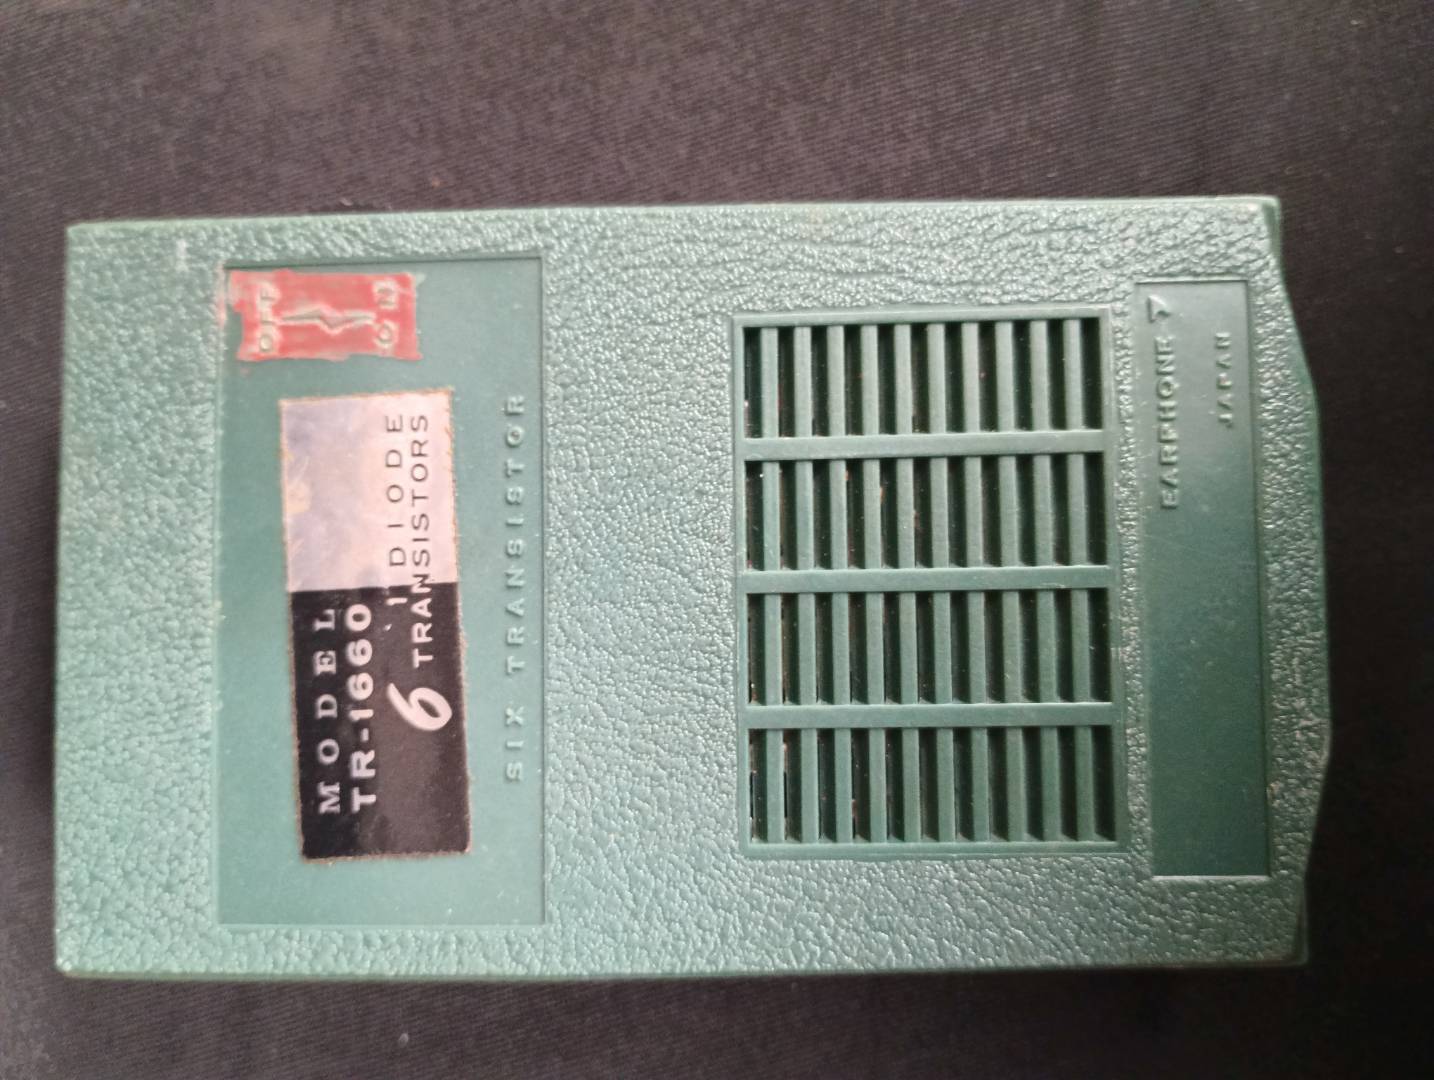 OFF
ON
MODEL
TR-1660
1 DIODE
6 TRANSISTORS
SIX TRANSISTOR
EARPHONE
JAPAN